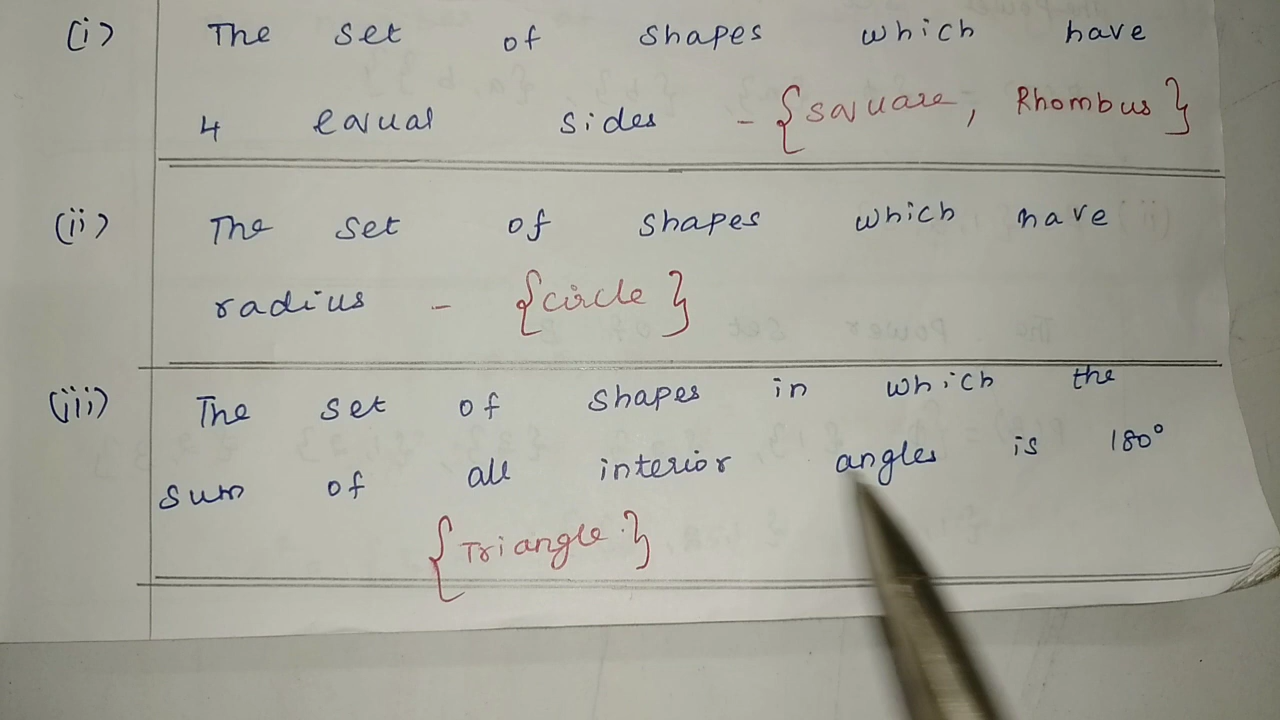 (i) The set of shapes which have
4 equal sides - {square, Rhombus}
(ii) The set of shapes which have
radius - {circle}
(iii) The set of shapes in which the
sum of all interior angles is 180°
{Triangle.}